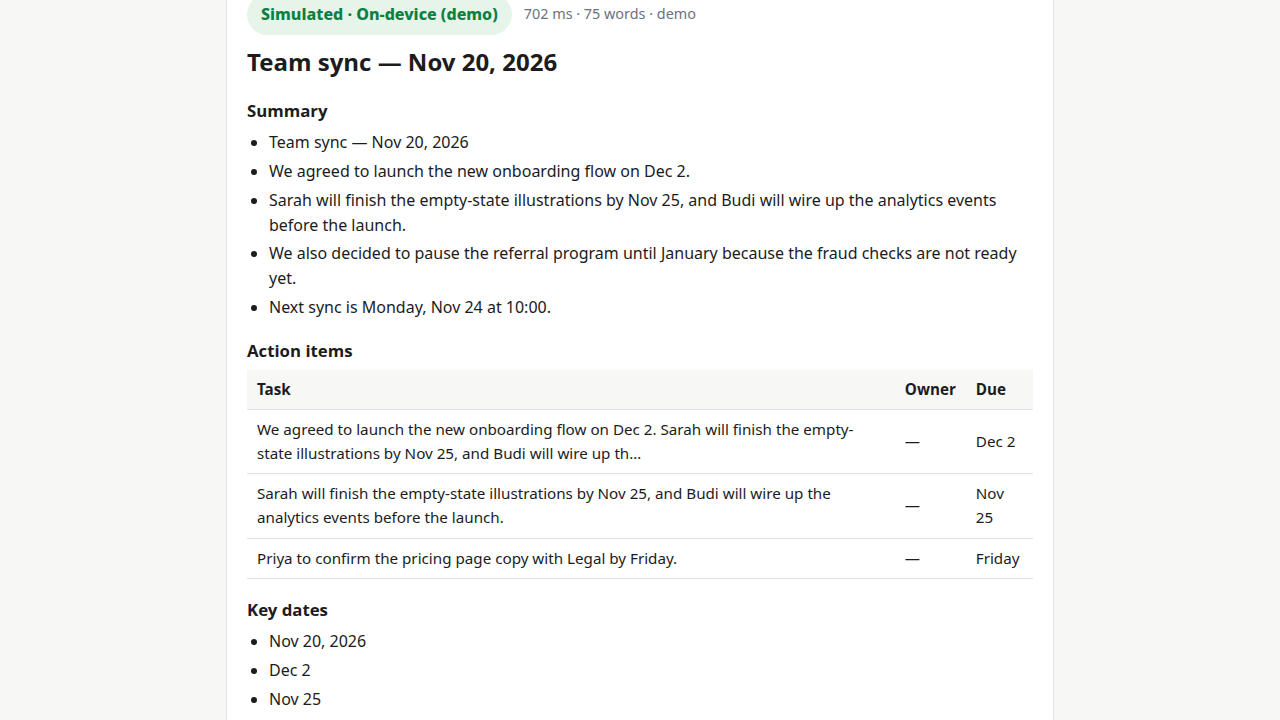 Simulated · On-device (demo) 702 ms · 75 words · demo
Team sync — Nov 20, 2026
Summary
Team sync — Nov 20, 2026
We agreed to launch the new onboarding flow on Dec 2.
Sarah will finish the empty-state illustrations by Nov 25, and Budi will wire up the analytics events
before the launch.
We also decided to pause the referral program until January because the fraud checks are not ready
yet.
Next sync is Monday, Nov 24 at 10:00.
Action items
Task Owner Due
We agreed to launch the new onboarding flow on Dec 2. Sarah will finish the empty-
state illustrations by Nov 25, and Budi will wire up th…
— Dec 2
Sarah will finish the empty-state illustrations by Nov 25, and Budi will wire up the
analytics events before the launch.
— Nov
25
Priya to confirm the pricing page copy with Legal by Friday. — Friday
Key dates
Nov 20, 2026
Dec 2
Nov 25